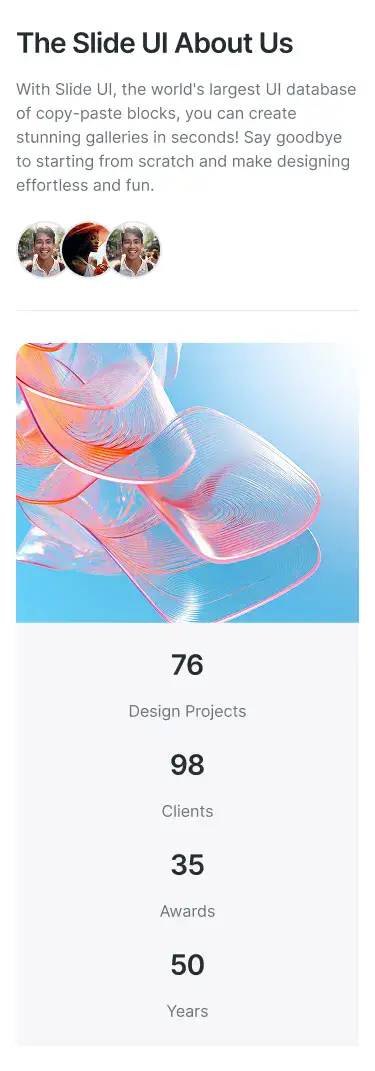 The Slide UI About Us
With Slide UI, the world's largest UI database
of copy-paste blocks, you can create
stunning galleries in seconds! Say goodbye
to starting from scratch and make designing
effortless and fun.
76
Design Projects
98
Clients
35
Awards
50
Years